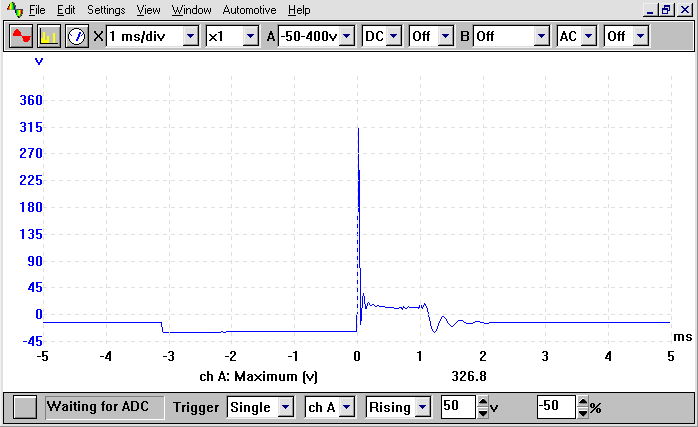 File Edit Settings View Window Automotive Help
X 1 ms/div x1 A -50-400v DC Off B Off AC Off
v
360
315
270
225
180
135
90
45
0
-45
-5 -4 -3 -2 -1 0 1 2 3 4 5 ms
ch A: Maximum (v) 326.8
Waiting for ADC Trigger Single ch A Rising 50 v -50 %